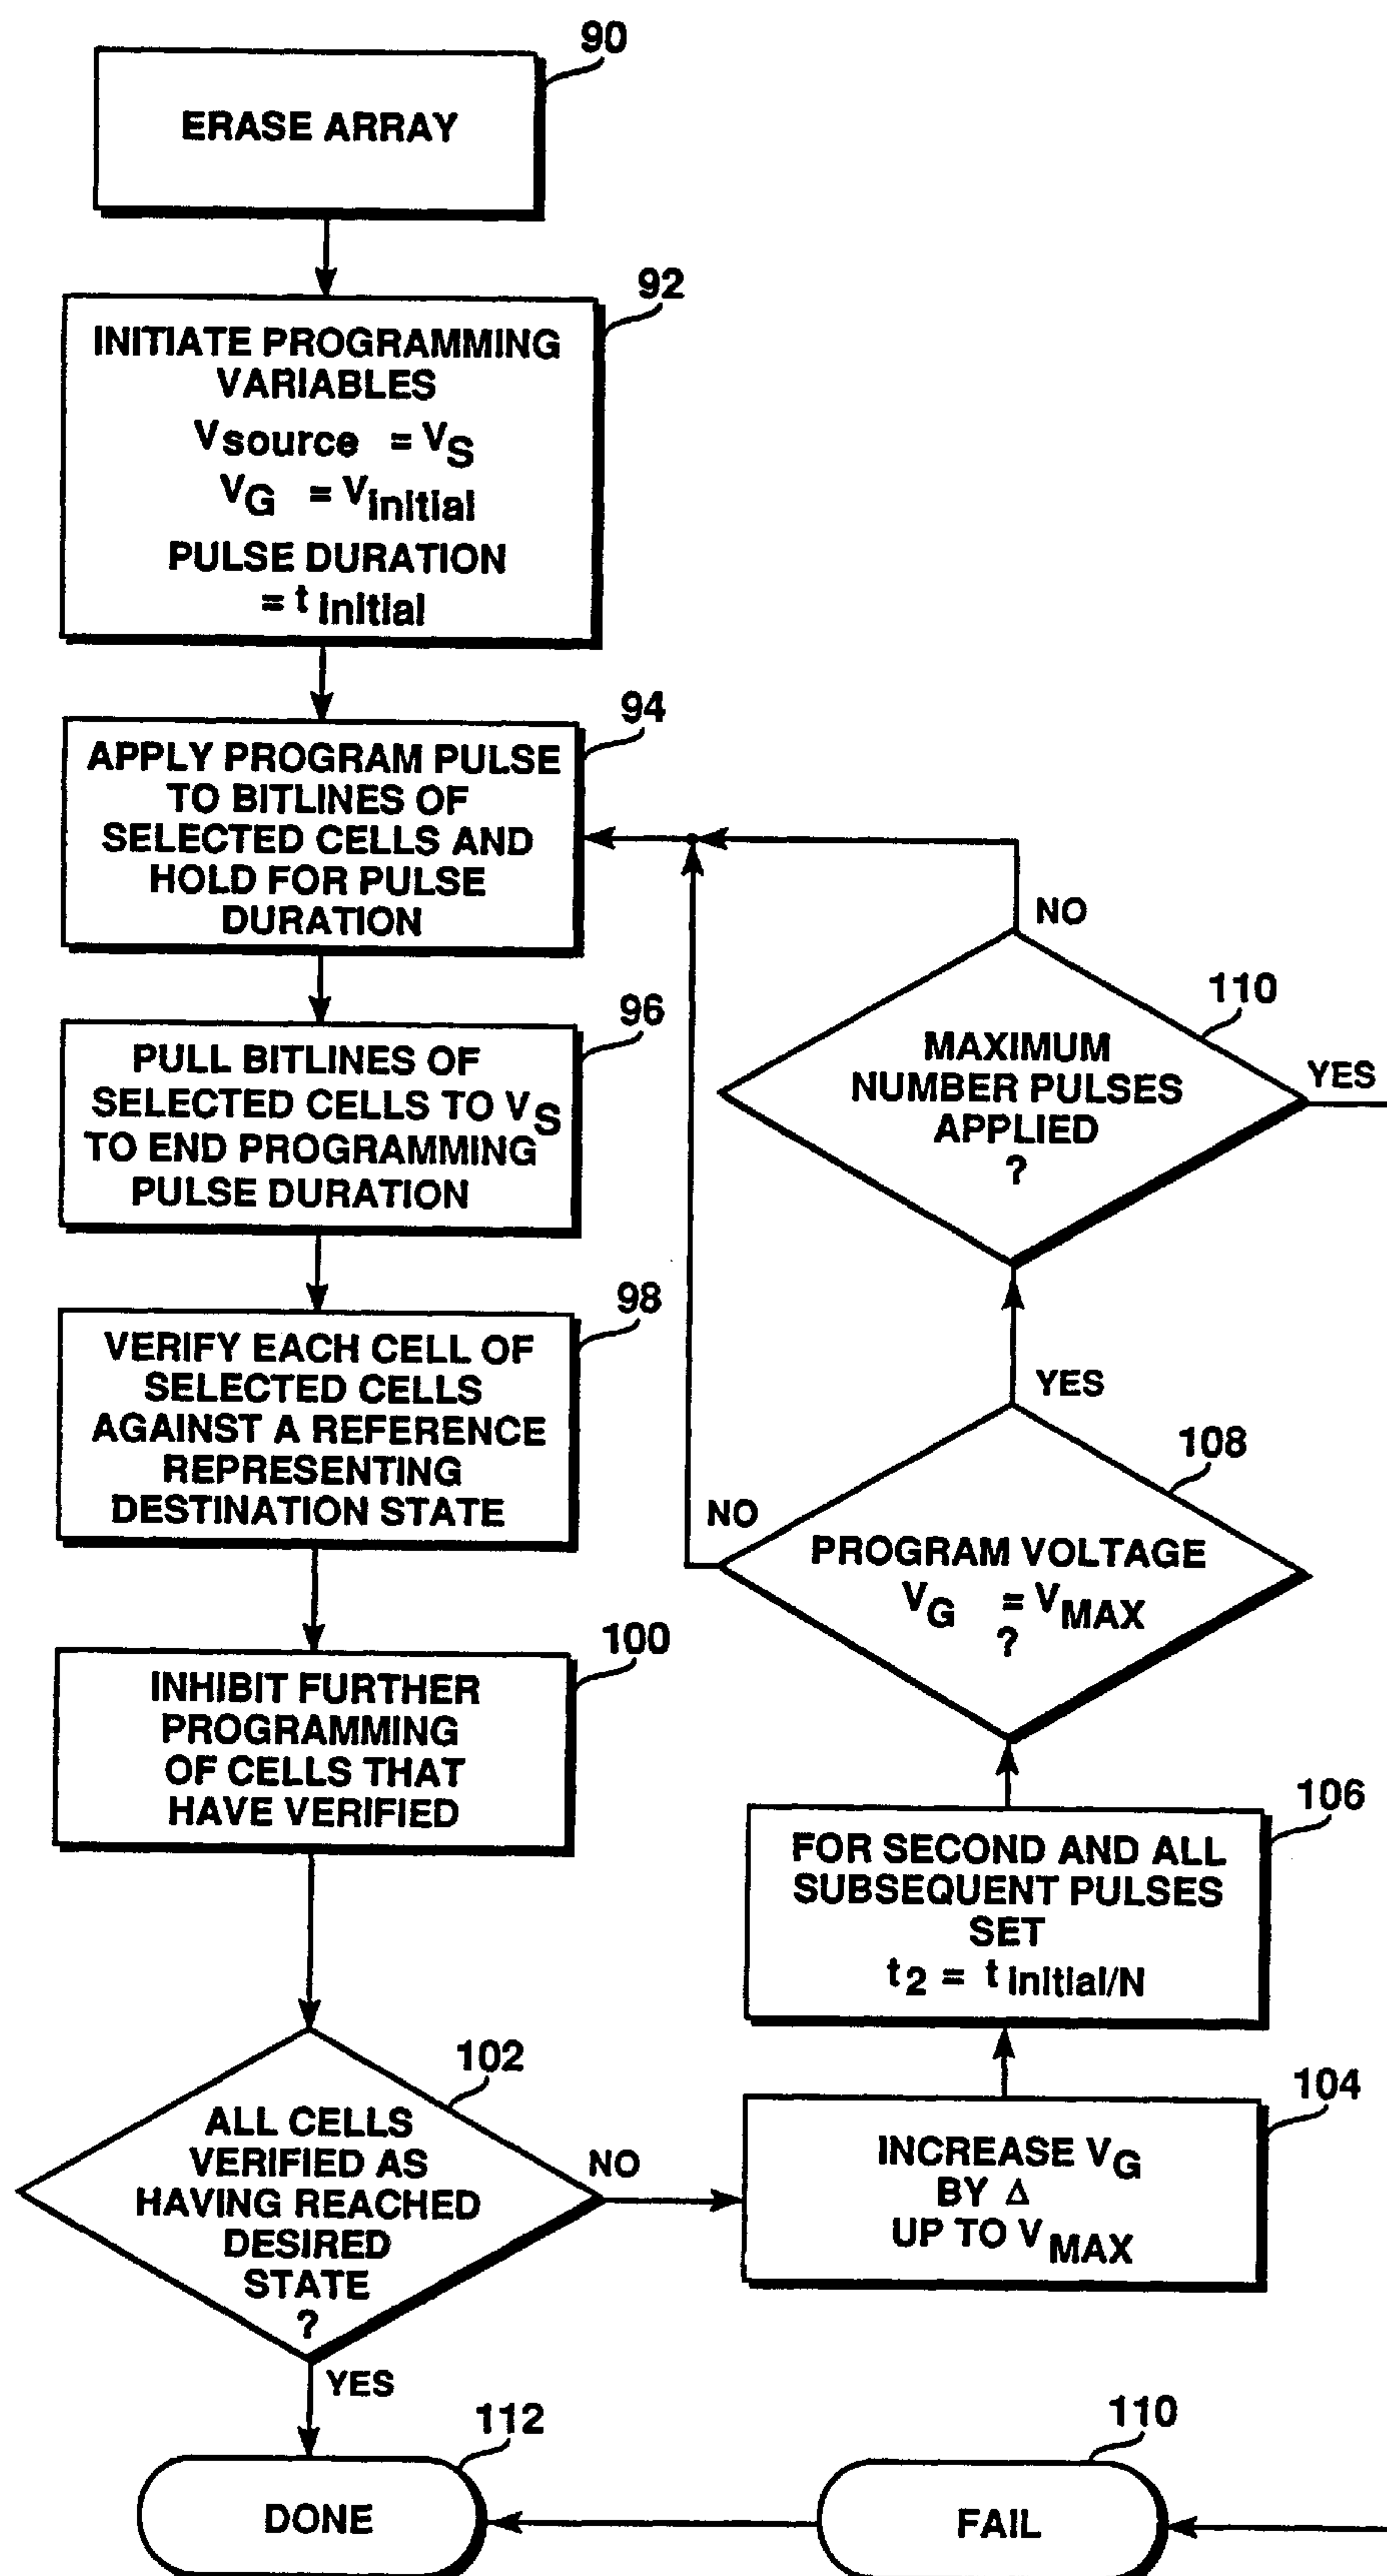 90
ERASE ARRAY
92
INITIATE PROGRAMMING
VARIABLES
Vsource = VS
VG = Vinitial
PULSE DURATION
= t initial
94
APPLY PROGRAM PULSE
TO BITLINES OF
SELECTED CELLS AND
HOLD FOR PULSE
DURATION
96
PULL BITLINES OF
SELECTED CELLS TO VS
TO END PROGRAMMING
PULSE DURATION
98
VERIFY EACH CELL OF
SELECTED CELLS
AGAINST A REFERENCE
REPRESENTING
DESTINATION STATE
100
INHIBIT FURTHER
PROGRAMMING
OF CELLS THAT
HAVE VERIFIED
102
ALL CELLS
VERIFIED AS
HAVING REACHED
DESIRED
STATE
?
NO
YES
104
INCREASE VG
BY Δ
UP TO VMAX
106
FOR SECOND AND ALL
SUBSEQUENT PULSES
SET
t2 = t initial/N
108
PROGRAM VOLTAGE
VG = VMAX
?
NO
YES
110
MAXIMUM
NUMBER PULSES
APPLIED
?
NO
YES
112
DONE
110
FAIL